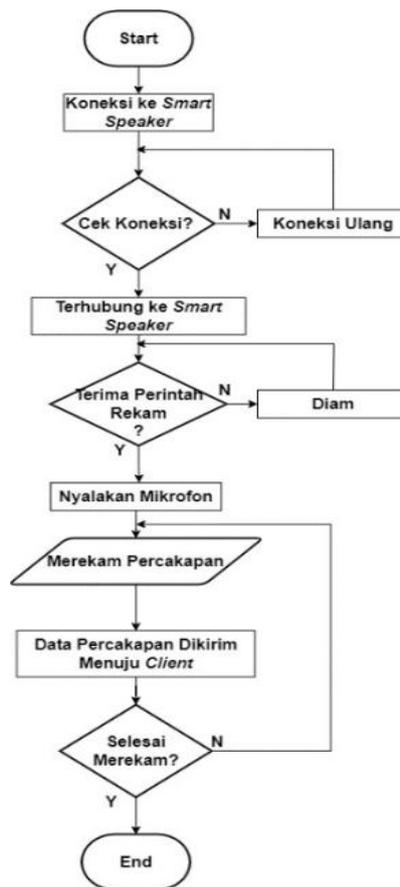 Start
Koneksi ke Smart
Speaker
Cek Koneksi?
N
Koneksi Ulang
Y
Terhubung ke Smart
Speaker
Terima Perintah
Rekam
?
N
Diam
Y
Nyalakan Mikrofon
Merekam Percakapan
Data Percakapan Dikirim
Menuju Client
Selesai
Merekam?
N
Y
End